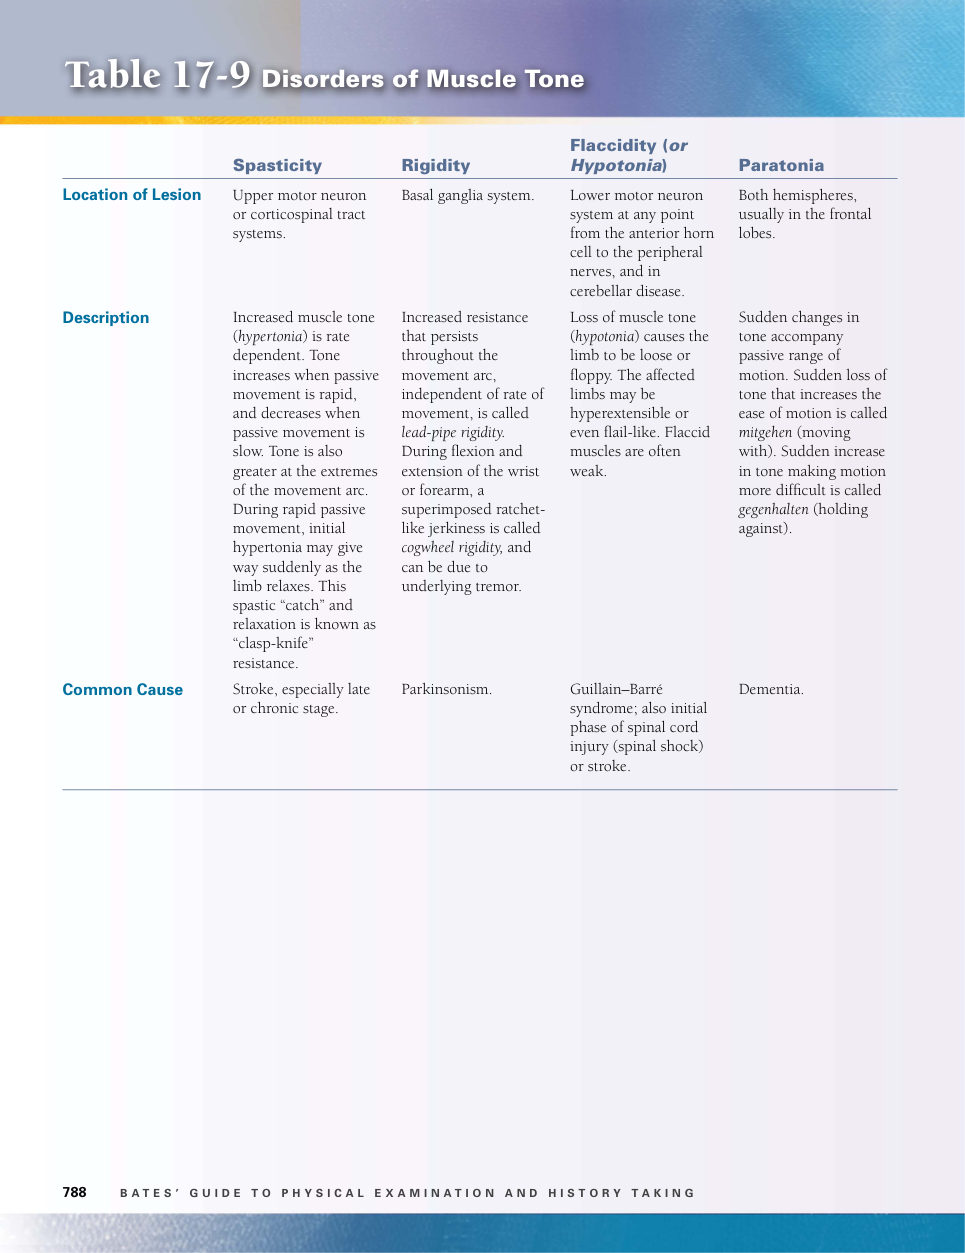 Table 17-9 Disorders of Muscle Tone
Spasticity
Rigidity
Flaccidity (or
Hypotonia)
Paratonia
Location of Lesion
Upper motor neuron
or corticospinal tract
systems.
Basal ganglia system.
Lower motor neuron
system at any point
from the anterior horn
cell to the peripheral
nerves, and in
cerebellar disease.
Both hemispheres,
usually in the frontal
lobes.
Description
Increased muscle tone
(hypertonia) is rate
dependent. Tone
increases when passive
movement is rapid,
and decreases when
passive movement is
slow. Tone is also
greater at the extremes
of the movement arc.
During rapid passive
movement, initial
hypertonia may give
way suddenly as the
limb relaxes. This
spastic “catch” and
relaxation is known as
“clasp-knife”
resistance.
Increased resistance
that persists
throughout the
movement arc,
independent of rate of
movement, is called
lead-pipe rigidity.
During flexion and
extension of the wrist
or forearm, a
superimposed ratchet-
like jerkiness is called
cogwheel rigidity, and
can be due to
underlying tremor.
Loss of muscle tone
(hypotonia) causes the
limb to be loose or
floppy. The affected
limbs may be
hyperextensible or
even flail-like. Flaccid
muscles are often
weak.
Sudden changes in
tone accompany
passive range of
motion. Sudden loss of
tone that increases the
ease of motion is called
mitgehen (moving
with). Sudden increase
in tone making motion
more difficult is called
gegenhalten (holding
against).
Common Cause
Stroke, especially late
or chronic stage.
Parkinsonism.
Guillain–Barré
syndrome; also initial
phase of spinal cord
injury (spinal shock)
or stroke.
Dementia.
788 BATES’ GUIDE TO PHYSICAL EXAMINATION AND HISTORY TAKING